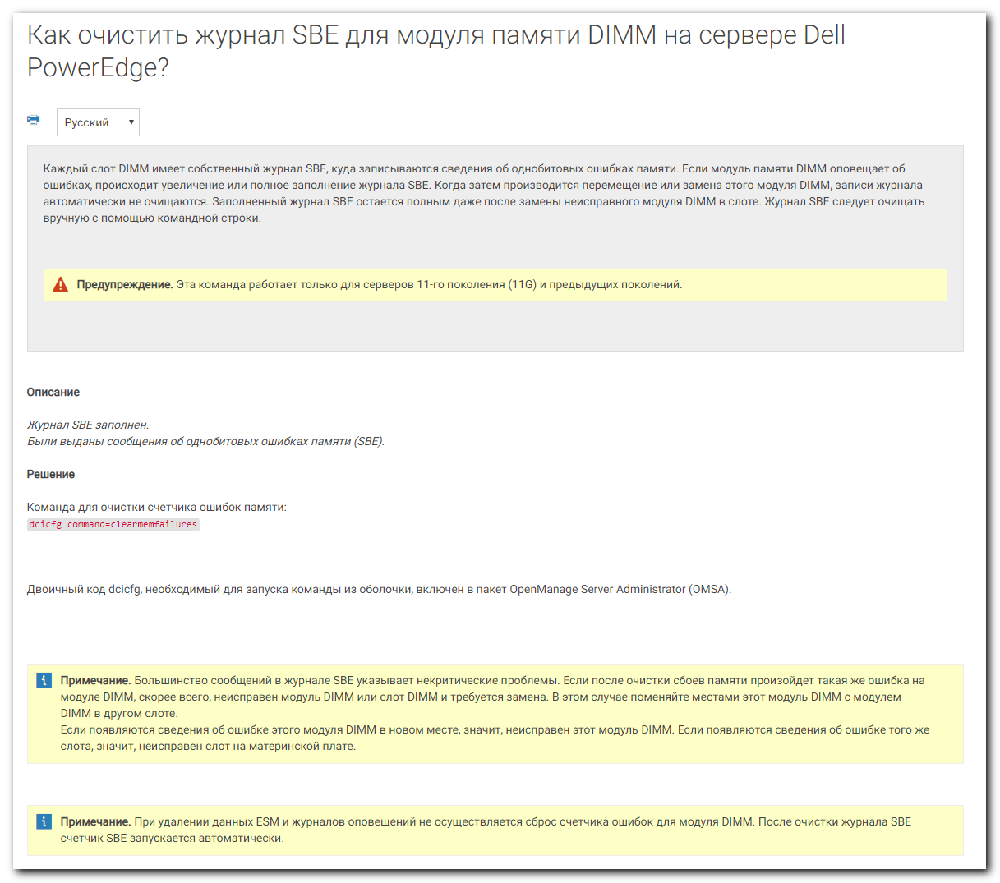 Как очистить журнал SBE для модуля памяти DIMM на сервере Dell
PowerEdge?
Русский
Каждый слот DIMM имеет собственный журнал SBE, куда записываются сведения об однобитовых ошибках памяти. Если модуль памяти DIMM оповещает об
ошибках, происходит увеличение или полное заполнение журнала SBE. Когда затем производится перемещение или замена этого модуля DIMM, записи журнала
автоматически не очищаются. Заполненный журнал SBE остается полным даже после замены неисправного модуля DIMM в слоте. Журнал SBE следует очищать
вручную с помощью командной строки.
Предупреждение. Эта команда работает только для серверов 11-го поколения (11G) и предыдущих поколений.
Описание
Журнал SBE заполнен.
Были выданы сообщения об однобитовых ошибках памяти (SBE).
Решение
Команда для очистки счетчика ошибок памяти:
dcicfg command=clearmemfailures
Двоичный код dcicfg, необходимый для запуска команды из оболочки, включен в пакет OpenManage Server Administrator (OMSA).
Примечание. Большинство сообщений в журнале SBE указывает некритические проблемы. Если после очистки сбоев памяти произойдет такая же ошибка на
модуле DIMM, скорее всего, неисправен модуль DIMM или слот DIMM и требуется замена. В этом случае поменяйте местами этот модуль DIMM с модулем
DIMM в другом слоте.
Если появляются сведения об ошибке этого модуля DIMM в новом месте, значит, неисправен этот модуль DIMM. Если появляются сведения об ошибке того же
слота, значит, неисправен слот на материнской плате.
Примечание. При удалении данных ESM и журналов оповещений не осуществляется сброс счетчика ошибок для модуля DIMM. После очистки журнала SBE
счетчик SBE запускается автоматически.